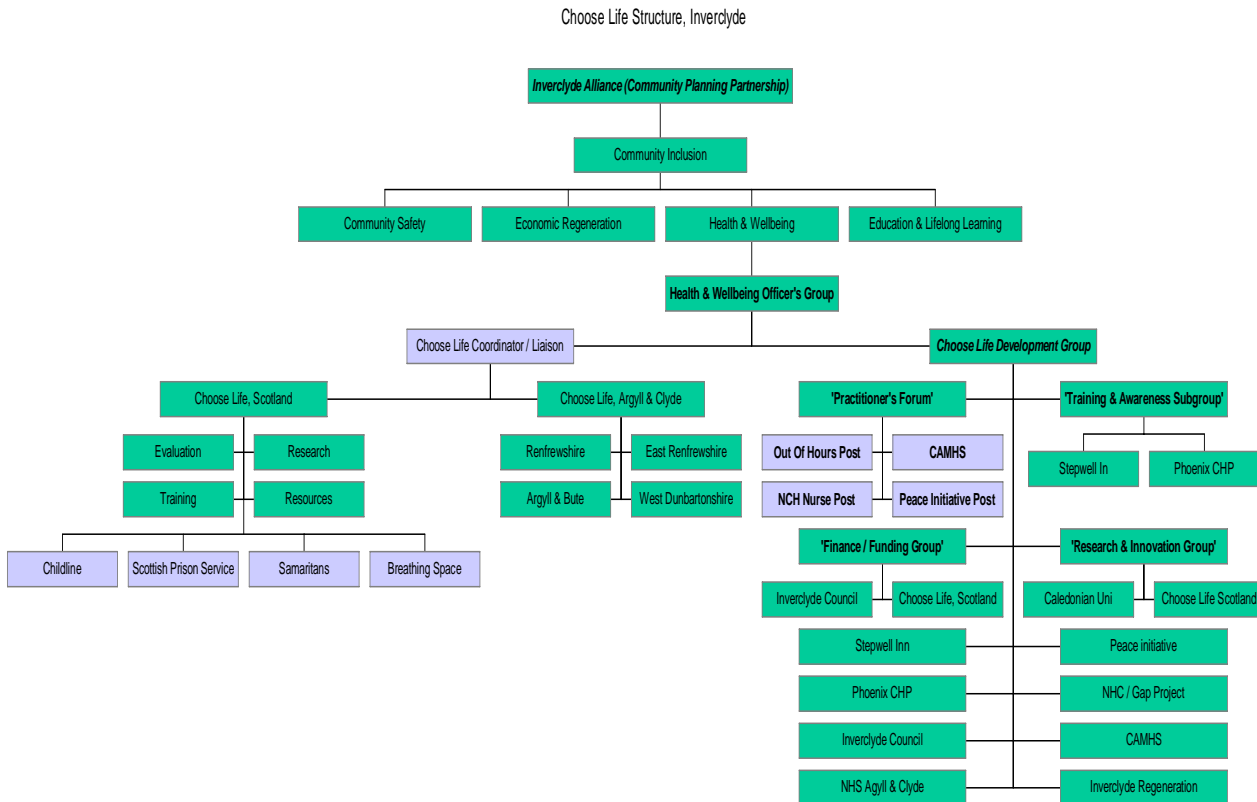 Choose Life Structure, Inverclyde
Inverclyde Alliance (Community Planning Partnership)
Community Inclusion
Community Safety
Economic Regeneration
Health & Wellbeing
Education & Lifelong Learning
Health & Wellbeing Officer's Group
Choose Life Coordinator / Liaison
Choose Life Development Group
Choose Life, Scotland
Choose Life, Argyll & Clyde
'Practitioner's Forum'
'Training & Awareness Subgroup'
Evaluation
Research
Renfrewshire
East Renfrewshire
Out Of Hours Post
CAMHS
Stepwell In
Phoenix CHP
Training
Resources
Argyll & Bute
West Dunbartonshire
NCH Nurse Post
Peace Initiative Post
Childline
Scottish Prison Service
Samaritans
Breathing Space
'Finance / Funding Group'
'Research & Innovation Group'
Inverclyde Council
Choose Life, Scotland
Caledonian Uni
Choose Life Scotland
Stepwell Inn
Peace initiative
Phoenix CHP
NHC / Gap Project
Inverclyde Council
CAMHS
NHS Agyll & Clyde
Inverclyde Regeneration